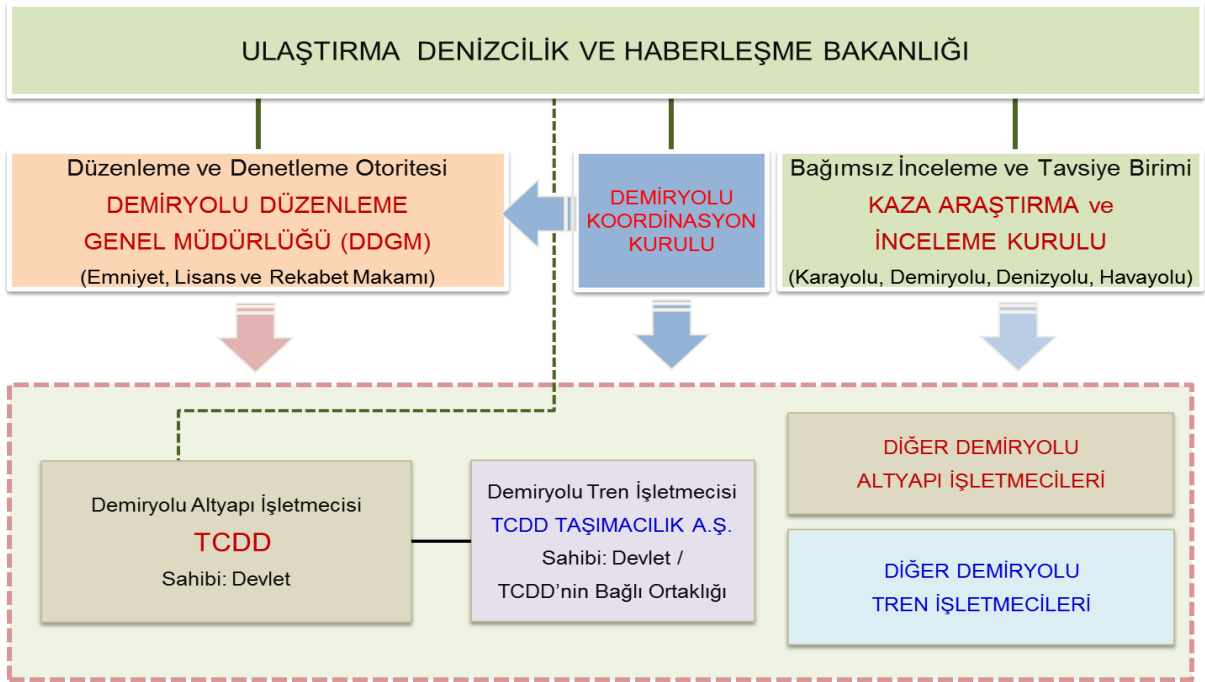 ULAŞTIRMA DENİZCİLİK VE HABERLEŞME BAKANLIĞI
Düzenleme ve Denetleme Otoritesi
DEMİRYOLU DÜZENLEME
GENEL MÜDÜRLÜĞÜ (DDGM)
(Emniyet, Lisans ve Rekabet Makamı)
DEMİRYOLU
KOORDİNASYON
KURULU
Bağımsız İnceleme ve Tavsiye Birimi
KAZA ARAŞTIRMA ve
İNCELEME KURULU
(Karayolu, Demiryolu, Denizyolu, Havayolu)
Demiryolu Altyapı İşletmecisi
TCDD
Sahibi: Devlet
Demiryolu Tren İşletmecisi
TCDD TAŞIMACILIK A.Ş.
Sahibi: Devlet /
TCDD'nin Bağlı Ortaklığı
DİĞER DEMİRYOLU
ALTYAPI İŞLETMECİLERİ
DİĞER DEMİRYOLU
TREN İŞLETMECİLERİ